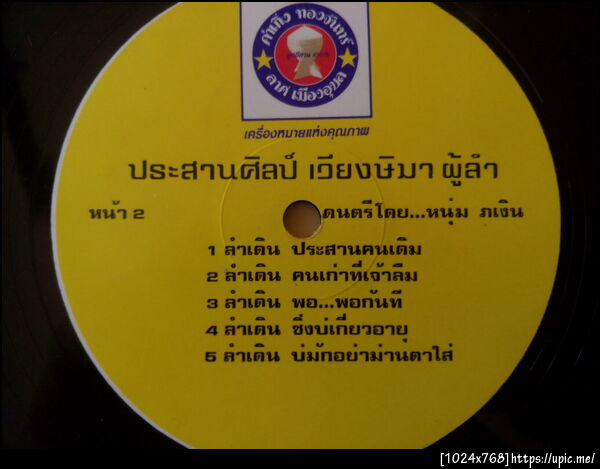 คำเกิ่ง ทองจันทร์
ลาศ เมืองอุบล
เครื่องหมายแห่งคุณภาพ
ประสานศิลป์ เวียงษิมา ผู้ลำ
หน้า 2 ดนตรีโดย...หนุ่ม ภเงิน
1 ลำเดิน ประสานคนเดิม
2 ลำเดิน คนเก่าที่เจ้าลืม
3 ลำเดิน พอ...พอกันที
4 ลำเดิน ซิ่งบ่เกี่ยวอายุ
5 ลำเดิน บ่มักอย่าม่านตาใส่
[1024x768]https://upic.me/